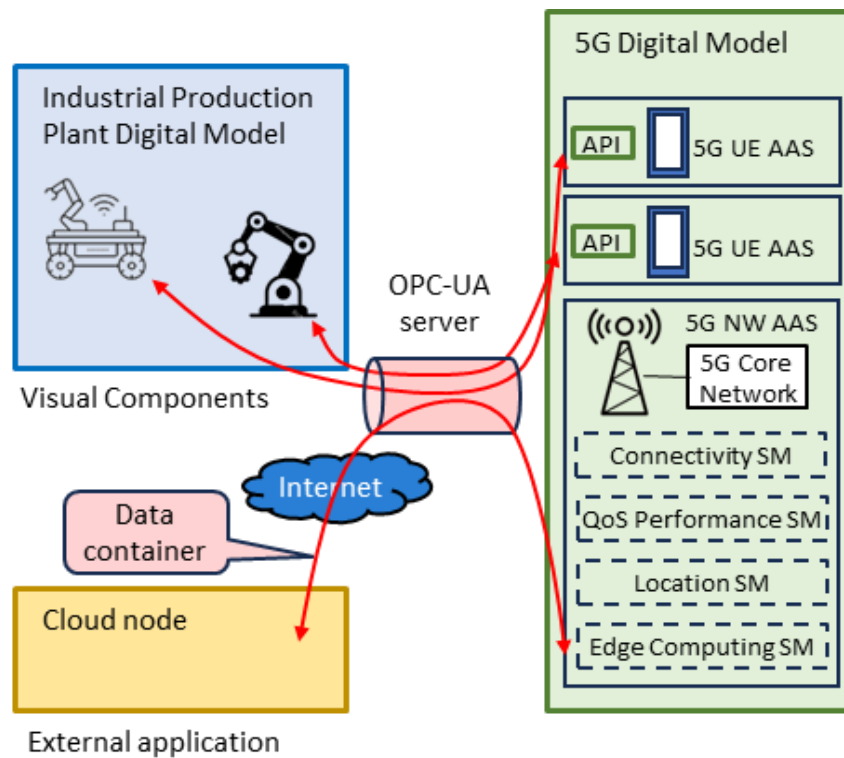 Industrial Production
Plant Digital Model
Visual Components
OPC-UA
server
Internet
Data
container
Cloud node
External application
5G Digital Model
API
5G UE AAS
API
5G UE AAS
5G NW AAS
5G Core
Network
Connectivity SM
QoS Performance SM
Location SM
Edge Computing SM